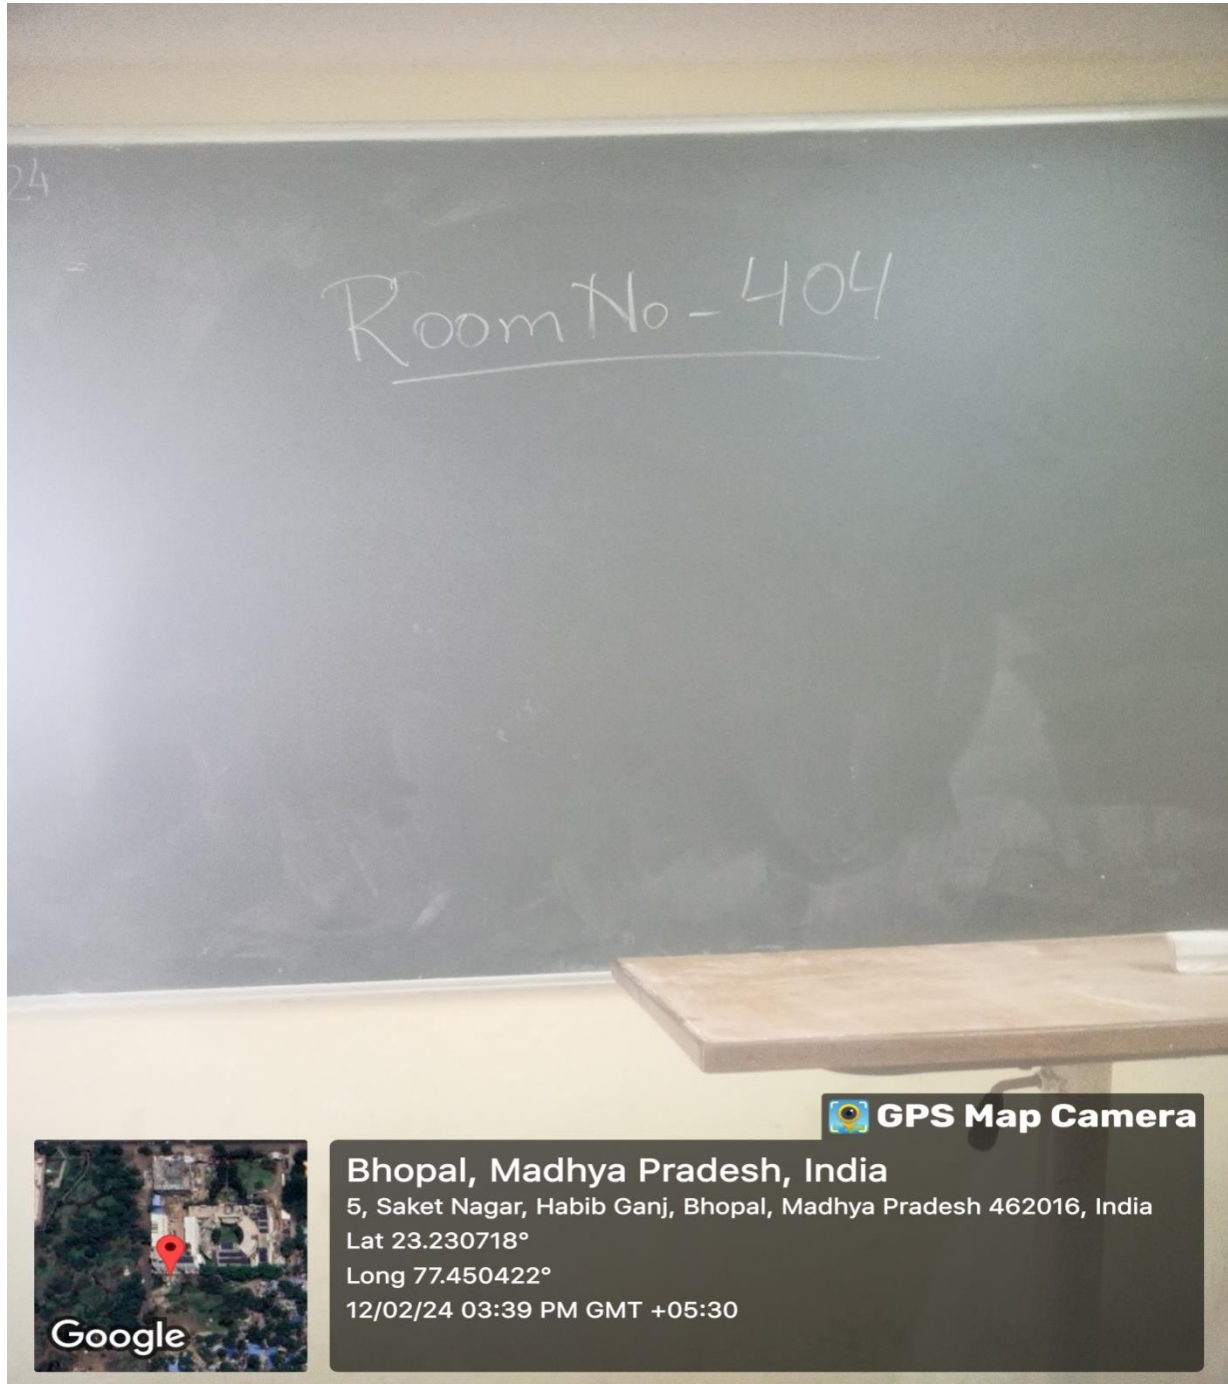 24
Room No - 404
GPS Map Camera
Bhopal, Madhya Pradesh, India
5, Saket Nagar, Habib Ganj, Bhopal, Madhya Pradesh 462016, India
Lat 23.230718°
Long 77.450422°
12/02/24 03:39 PM GMT +05:30
Google